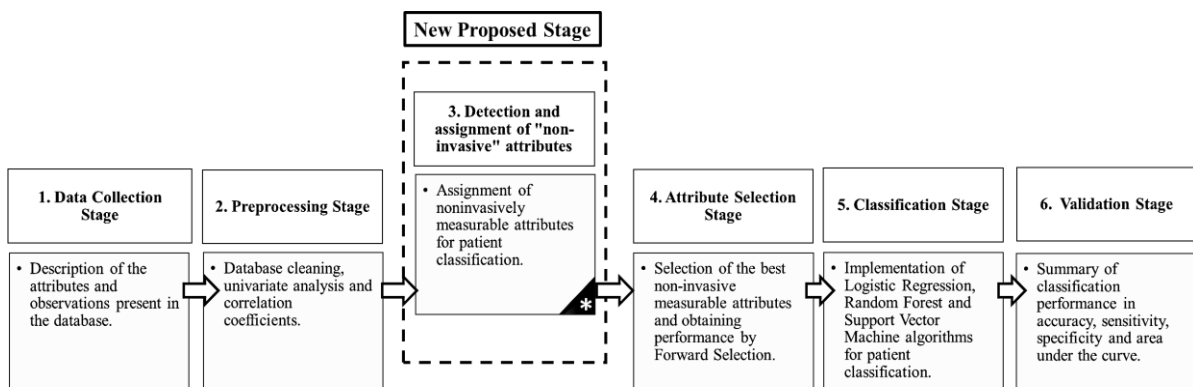 New Proposed Stage
3. Detection and
assignment of "non-
invasive" attributes
• Assignment of
noninvasively
measurable attributes
for patient
classification.
*
1. Data Collection
Stage
• Description of the
attributes and
observations present in
the database.
2. Preprocessing Stage
• Database cleaning,
univariate analysis and
correlation
coefficients.
4. Attribute Selection
Stage
• Selection of the best
non-invasive
measurable attributes
and obtaining
performance by
Forward Selection.
5. Classification Stage
• Implementation of
Logistic Regression,
Random Forest and
Support Vector
Machine algorithms
for patient
classification.
6. Validation Stage
• Summary of
classification
performance in
accuracy, sensitivity,
specificity and area
under the curve.